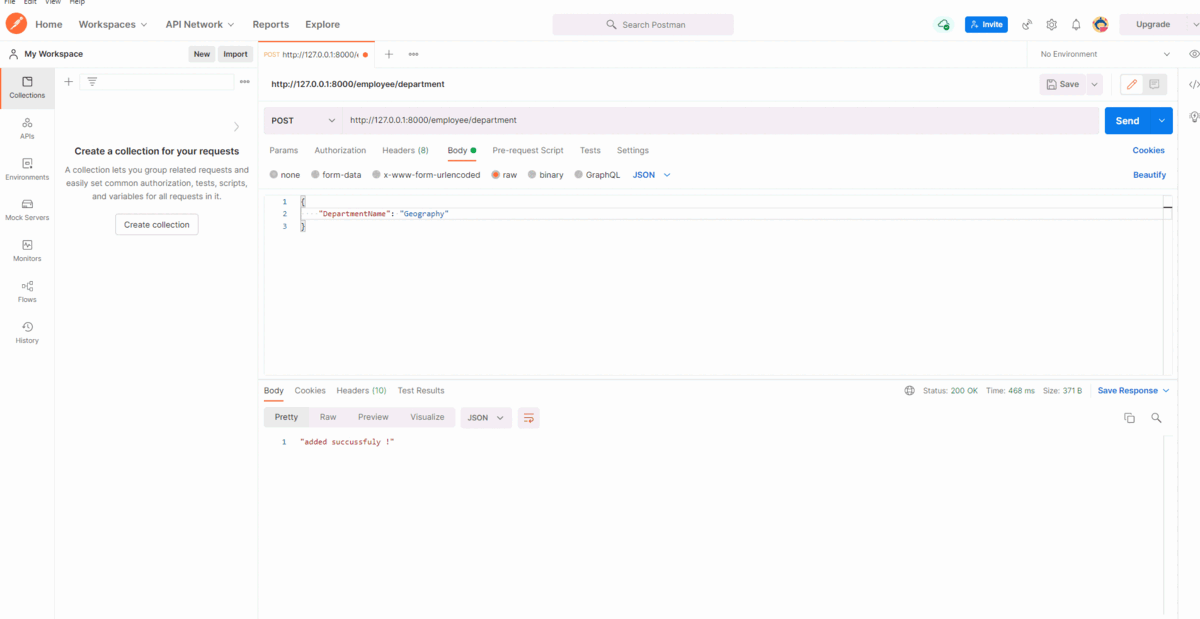 File Edit View Help
Home Workspaces API Network Reports Explore Search Postman Invite Upgrade
My Workspace New Import POST http://127.0.0.1:8000/e No Environment
Collections
APIs
Environments
Mock Servers
Monitors
Flows
History
Create a collection for your requests
A collection lets you group related requests and
easily set common authorization, tests, scripts,
and variables for all requests in it.
Create collection
http://127.0.0.1:8000/employee/department Save
POST http://127.0.0.1:8000/employee/department Send
Params Authorization Headers (8) Body Pre-request Script Tests Settings Cookies
none form-data x-www-form-urlencoded raw binary GraphQL JSON Beautify
1 {
2 "DepartmentName": "Geography"
3 }
Body Cookies Headers (10) Test Results Status: 200 OK Time: 468 ms Size: 371 B Save Response
Pretty Raw Preview Visualize JSON
1 "added succussfuly !"